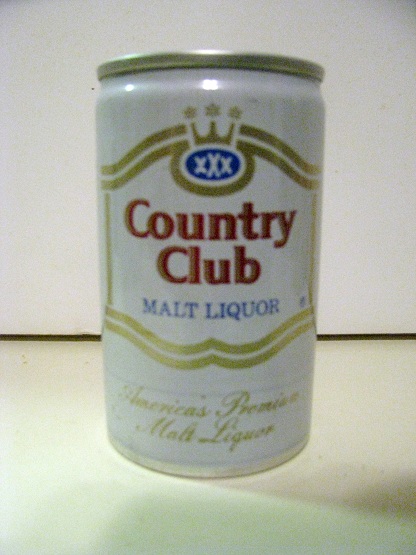 XXX
Country
Club
MALT LIQUOR ®
America's Premium
Malt Liquor